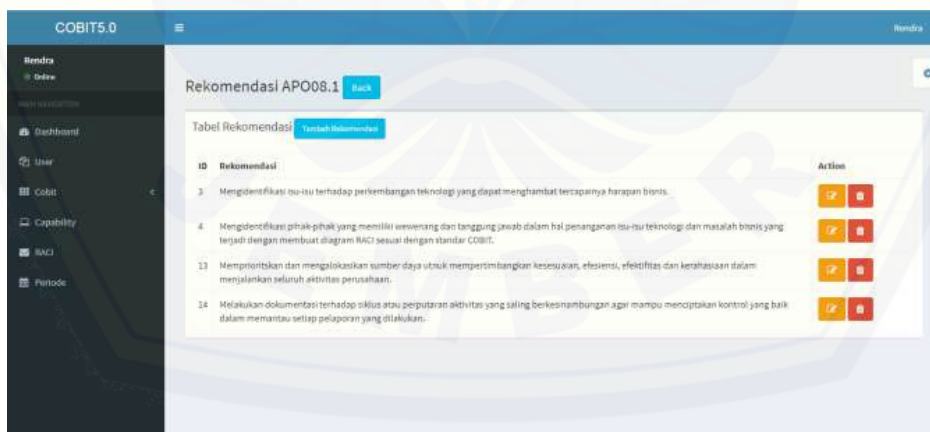 COBIT5.0
Rendra
Rendra
Online
MAIN NAVIGATION
Dashboard
User
Cobit
Capability
RACI
Periode
Rekomendasi APO08.1 Back
Tabel Rekomendasi Tambah Rekomendasi
ID Rekomendasi Action
3 Mengidentifikasi isu-isu terhadap perkembangan teknologi yang dapat menghambat tercapainya harapan bisnis.
4 Mengidentifikasi pihak-pihak yang memiliki wewenang dan tanggung jawab dalam hal penanganan isu-isu teknologi dan masalah bisnis yang
terjadi dengan membuat diagram RACI sesuai dengan standar COBIT.
13 Memprioritskan dan mengalokasikan sumber daya utnuk mempertimbangkan kesesuaian, efesiensi, efektifitas dan kerahasiaan dalam
menjalankan seluruh aktivitas perusahaan.
14 Melakukan dokumentasi terhadap siklus atau perputaran aktivitas yang saling berkesinambungan agar mampu menciptakan kontrol yang baik
dalam memantau setiap pelaporan yang dilakukan.
EMBER